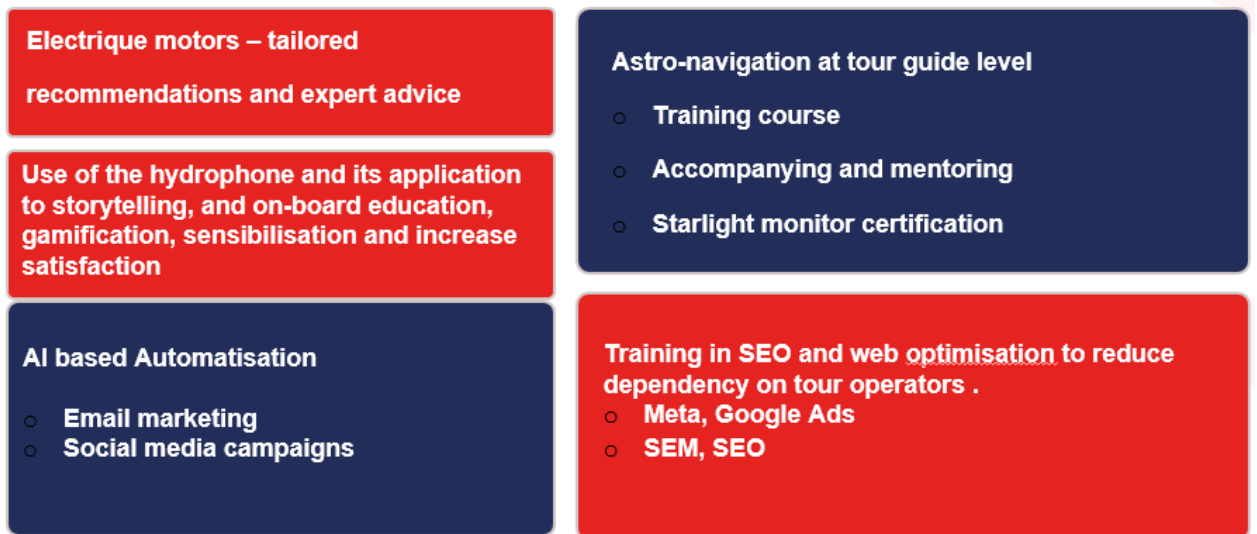 Electrique motors – tailored
recommendations and expert advice
Use of the hydrophone and its application
to storytelling, and on-board education,
gamification, sensibilisation and increase
satisfaction
AI based Automatisation
o Email marketing
o Social media campaigns
Astro-navigation at tour guide level
o Training course
o Accompanying and mentoring
o Starlight monitor certification
Training in SEO and web optimisation to reduce
dependency on tour operators .
o Meta, Google Ads
o SEM, SEO